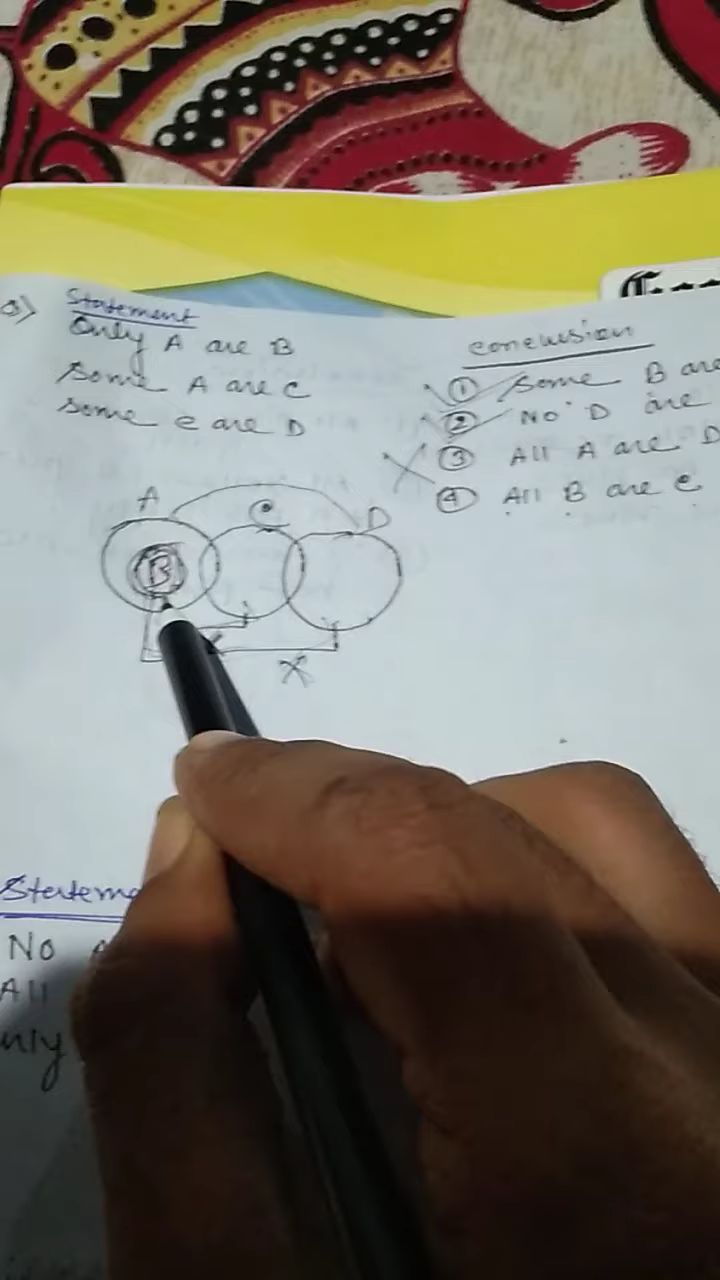 Statement
Only A are B
Some A are C
Some C are D
Conclusion
① Some B are
② No D are
③ All A are D
④ All B are C
A
C
D
B
Stateme
No
All
nly